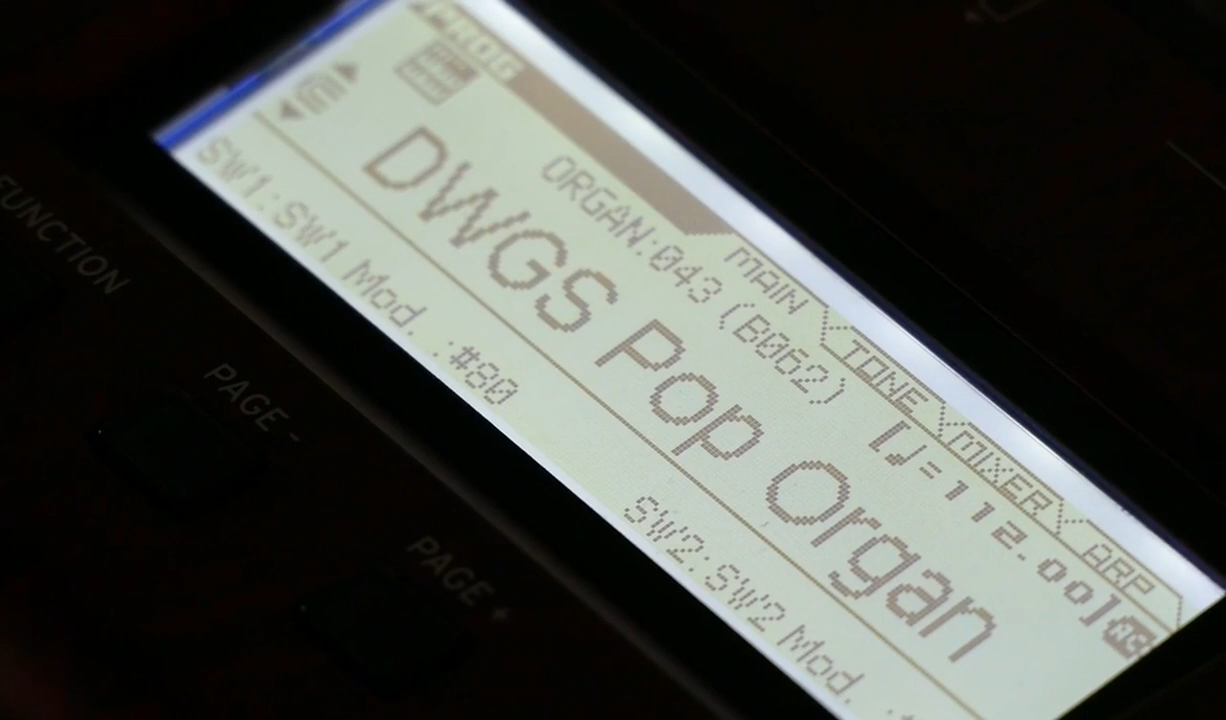 PROG
MAIN TONE MIXER ARP
ORGAN:043 (B062) [♩=112.00]
DWGS Pop Organ
SW1:SW1 Mod. :#80 SW2:SW2 Mod.
FUNCTION
PAGE -
PAGE +